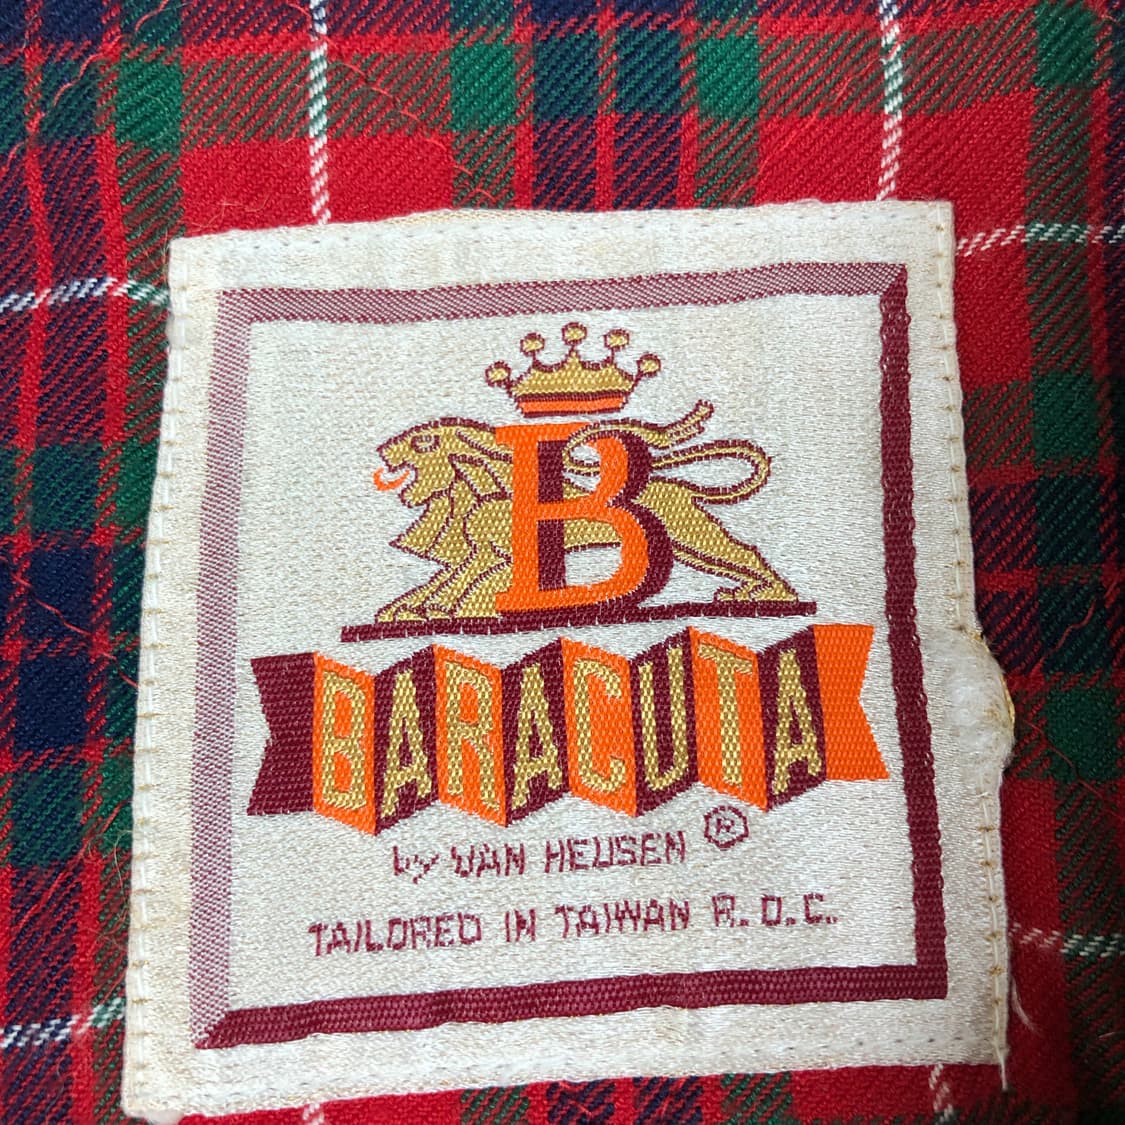 B
BARACUTA
by VAN HEUSEN ®
TAILORED IN TAIWAN R.O.C.